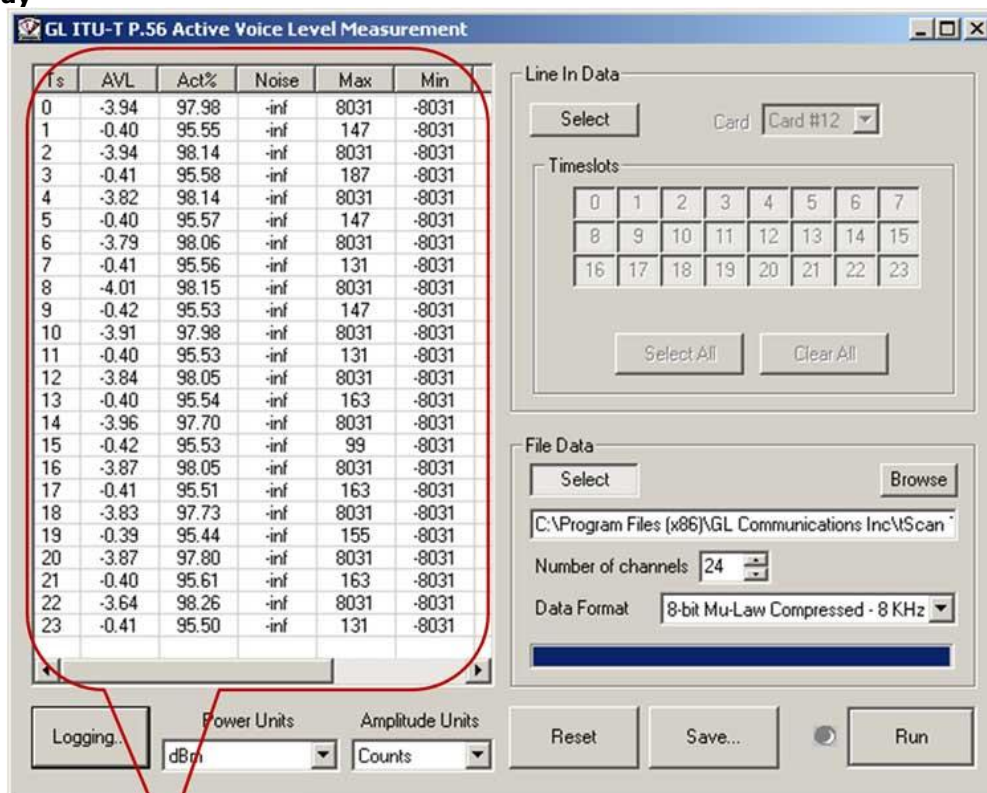 GL ITU-T P.56 Active Voice Level Measurement
Ts AVL Act% Noise Max Min
0 -3.94 97.98 -inf 8031 -8031
1 -0.40 95.55 -inf 147 -8031
2 -3.94 98.14 -inf 8031 -8031
3 -0.41 95.58 -inf 187 -8031
4 -3.82 98.14 -inf 8031 -8031
5 -0.40 95.57 -inf 147 -8031
6 -3.79 98.06 -inf 8031 -8031
7 -0.41 95.56 -inf 131 -8031
8 -4.01 98.15 -inf 8031 -8031
9 -0.42 95.53 -inf 147 -8031
10 -3.91 97.98 -inf 8031 -8031
11 -0.40 95.53 -inf 131 -8031
12 -3.84 98.05 -inf 8031 -8031
13 -0.40 95.54 -inf 163 -8031
14 -3.96 97.70 -inf 8031 -8031
15 -0.42 95.53 -inf 99 -8031
16 -3.87 98.05 -inf 8031 -8031
17 -0.41 95.51 -inf 163 -8031
18 -3.83 97.73 -inf 8031 -8031
19 -0.39 95.44 -inf 155 -8031
20 -3.87 97.80 -inf 8031 -8031
21 -0.40 95.61 -inf 163 -8031
22 -3.64 98.26 -inf 8031 -8031
23 -0.41 95.50 -inf 131 -8031
Line In Data
Select Card Card #12
Timeslots
0 1 2 3 4 5 6 7
8 9 10 11 12 13 14 15
16 17 18 19 20 21 22 23
Select All Clear All
File Data
Select Browse
C:\Program Files (x86)\GL Communications Inc\tScan
Number of channels 24
Data Format 8-bit Mu-Law Compressed - 8 KHz
Logging.. Power Units Amplitude Units
dBm Counts
Reset Save... Run